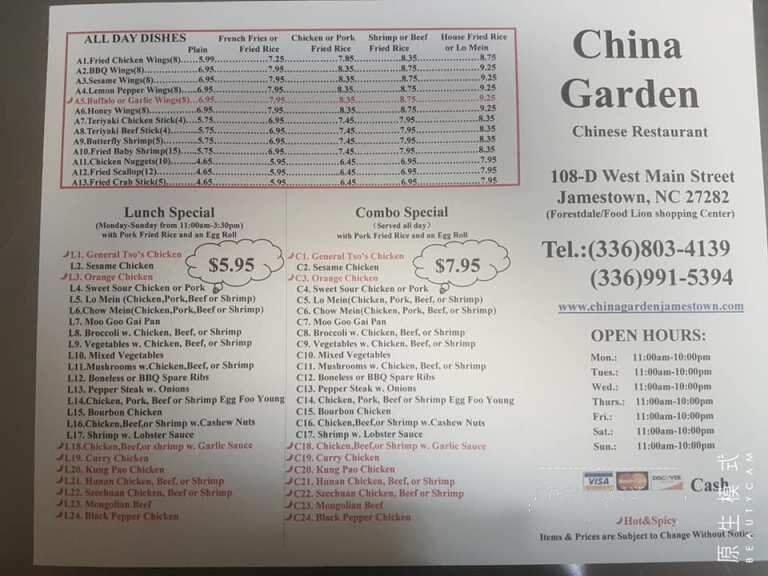 ALL DAY DISHES
Plain
French Fries or Fried Rice
Chicken or Pork Fried Rice
Shrimp or Beef Fried Rice
House Fried Rice or Lo Mein
A1.Fried Chicken Wings(8)......5.99 7.25 7.85 8.35 8.75
A2.BBQ Wings(8) 6.95 7.95 8.35 8.75 9.25
A3.Sesame Wings(8) 6.95 7.95 8.35 8.75 9.25
A4.Lemon Pepper Wings(8) 6.95 7.95 8.35 8.75 9.25
A5.Buffalo or Garlic Wings(8) 6.95 7.95 8.35 8.75 9.25
A6.Honey Wings(8) 6.95 7.95 8.35 8.75 9.25
A7.Teriyaki Chicken Stick(4) 5.75 6.95 7.45 7.95 8.35
A8.Teriyaki Beef Stick(4) 5.75 6.95 7.45 7.95 8.35
A9.Butterfly Shrimp(5) 5.75 6.95 7.45 7.95 8.35
A10.Fried Baby Shrimp(15) 5.75 6.95 7.45 7.95 8.35
A11.Chicken Nuggets(10) 4.65 5.95 6.45 6.95 7.95
A12.Fried Scallop(12) 4.65 5.95 6.45 6.95 7.95
A13.Fried Crab Stick(5) 4.65 5.95 6.45 6.95 7.95
Lunch Special
(Monday-Sunday from 11:00am-3:30pm)
with Pork Fried Rice and an Egg Roll
$5.95
L1. General Tso's Chicken
L2. Sesame Chicken
L3. Orange Chicken
L4. Sweet Sour Chicken or Pork
L5. Lo Mein (Chicken,Pork,Beef or Shrimp)
L6.Chow Mein(Chicken,Pork,Beef or Shrimp)
L7. Moo Goo Gai Pan
L8. Broccoli w. Chicken, Beef, or Shrimp
L9. Vegetables w. Chicken, Beef, or Shrimp
L10. Mixed Vegetables
L11.Mushrooms w.Chicken,Beef, or Shrimp
L12. Boneless or BBQ Spare Ribs
L13. Pepper Steak w. Onions
L14.Chicken, Pork, Beef or Shrimp Egg Foo Young
L15. Bourbon Chicken
L16.Chicken,Beef,or Shrimp w.Cashew Nuts
L17. Shrimp w. Lobster Sauce
L18.Chicken,Beef,or shrimp w. Garlic Sauce
L19. Curry Chicken
L20. Kung Pao Chicken
L21. Hunan Chicken, Beef, or Shrimp
L22. Szechuan Chicken, Beef, or Shrimp
L23. Mongolian Beef
L24. Black Pepper Chicken
Combo Special
(Served all day)
with Pork Fried Rice and an Egg Roll
$7.95
C1. General Tso's Chicken
C2. Sesame Chicken
C3. Orange Chicken
C4. Sweet Sour Chicken or Pork
C5. Lo Mein (Chicken, Pork, Beef, or Shrimp)
C6. Chow Mein (Chicken, Pork, Beef, or Shrimp)
C7. Moo Goo Gai Pan
C8. Broccoli w. Chicken, Beef, or Shrimp
C9. Vegetables w. Chicken, Beef, or Shrimp
C10. Mixed Vegetables
C11. Mushrooms w. Chicken, Beef, or Shrimp
C12. Boneless or BBQ Spare Ribs
C13. Pepper Steak w. Onions
C14. Chicken, Pork, Beef, or Shrimp Egg Foo Young
C15. Bourbon Chicken
C16. Chicken, Beef,or Shrimp w. Cashew Nuts
C17. Shrimp w. Lobster Sauce
C18. Chicken, Beef,or Shrimp w. Garlic Sauce
C19. Curry Chicken
C20. Kung Pao Chicken
C21. Hunan Chicken, Beef, or Shrimp
C22. Szechuan Chicken, Beef, or Shrimp
C23. Mongolian Beef
C24. Black Pepper Chicken
China
Garden
Chinese Restaurant
108-D West Main Street
Jamestown, NC 27282
(Forestdale/Food Lion shopping Center)
Tel.:(336)803-4139
(336)991-5394
www.chinagardenjamestown.com
OPEN HOURS:
Mon.: 11:00am-10:00pm
Tues.: 11:00am-10:00pm
Wed.: 11:00am-10:00pm
Thurs.: 11:00am-10:00pm
Fri.: 11:00am-10:00pm
Sat.: 11:00am-10:00pm
Sun.: 11:00am-10:00pm
VISA MasterCard DISCOVER Cash
Hot&Spicy
Items & Prices are Subject to Change Without Notice
原生模式
BEAUTYCAM